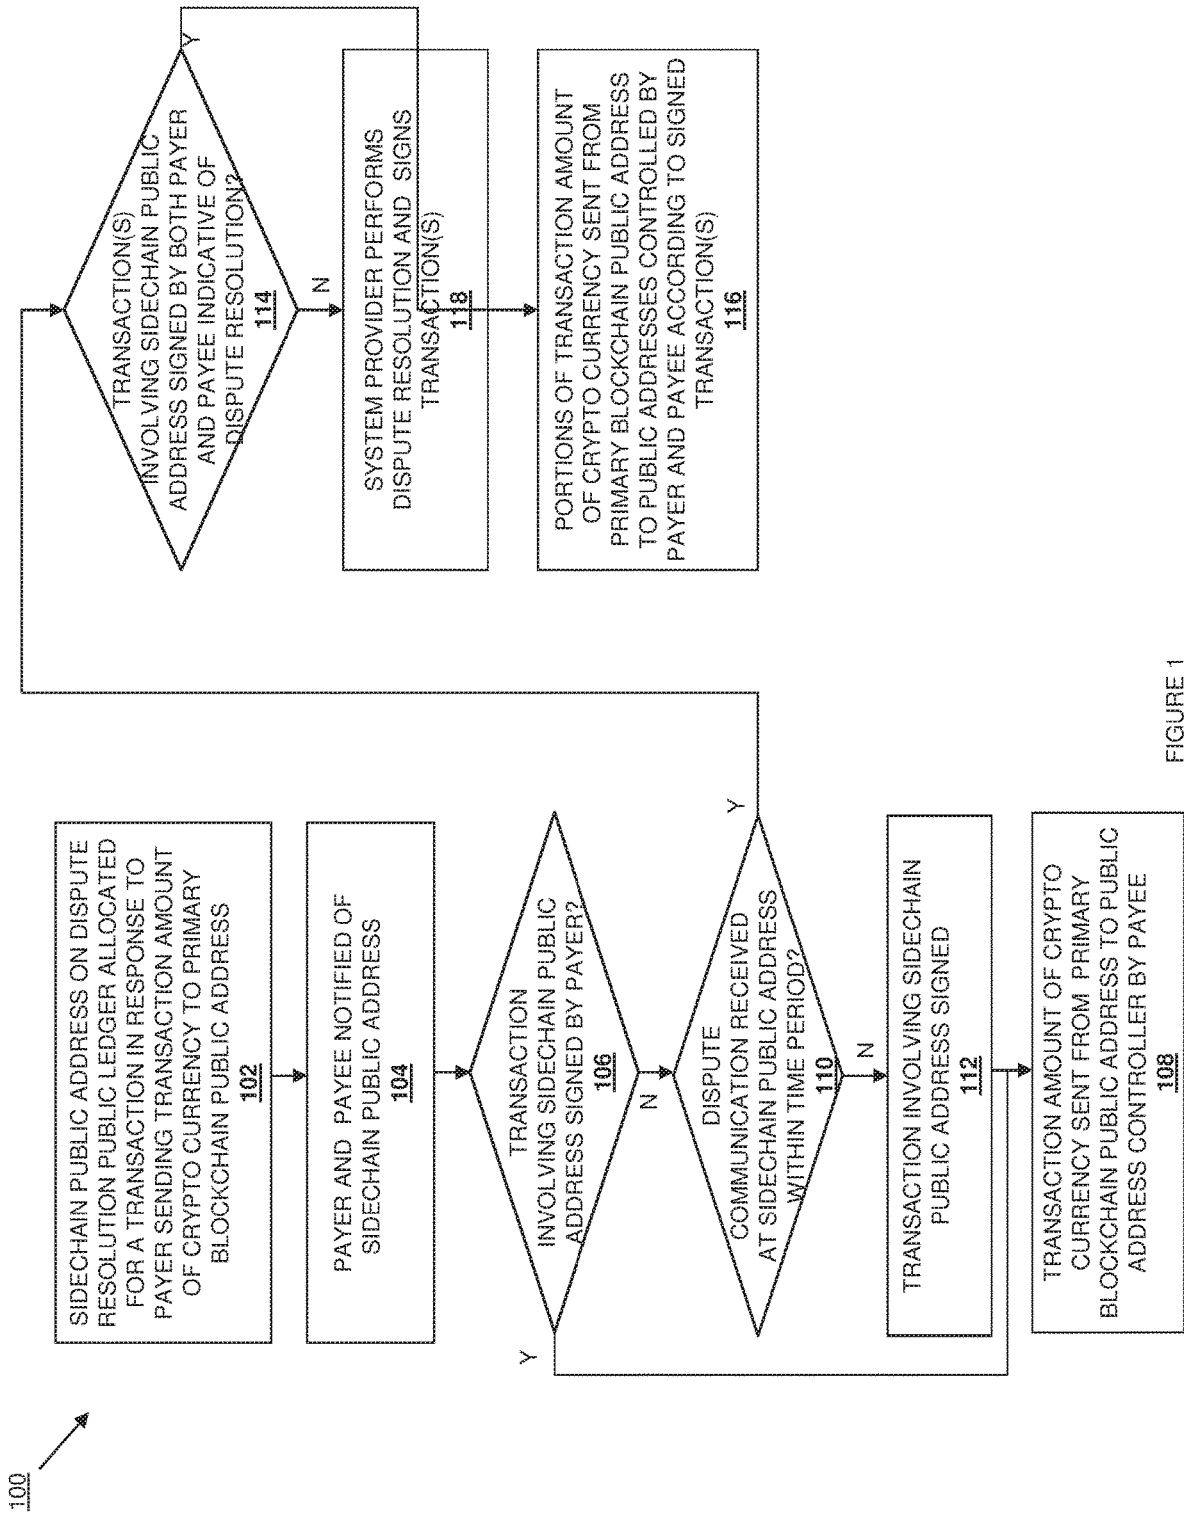 100
SIDECHAIN PUBLIC ADDRESS ON DISPUTE
RESOLUTION PUBLIC LEDGER ALLOCATED
FOR A TRANSACTION IN RESPONSE TO
PAYER SENDING TRANSACTION AMOUNT
OF CRYPTO CURRENCY TO PRIMARY
BLOCKCHAIN PUBLIC ADDRESS
102
PAYER AND PAYEE NOTIFIED OF
SIDECHAIN PUBLIC ADDRESS
104
TRANSACTION
INVOLVING SIDECHAIN PUBLIC
ADDRESS SIGNED BY PAYER?
106
Y
N
DISPUTE
COMMUNICATION RECEIVED
AT SIDECHAIN PUBLIC ADDRESS
WITHIN TIME PERIOD?
110
Y
N
TRANSACTION INVOLVING SIDECHAIN
PUBLIC ADDRESS SIGNED
112
TRANSACTION AMOUNT OF CRYPTO
CURRENCY SENT FROM PRIMARY
BLOCKCHAIN PUBLIC ADDRESS TO PUBLIC
ADDRESS CONTROLLER BY PAYEE
108
TRANSACTION(S)
INVOLVING SIDECHAIN PUBLIC
ADDRESS SIGNED BY BOTH PAYER
AND PAYEE INDICATIVE OF
DISPUTE RESOLUTION?
114
Y
N
SYSTEM PROVIDER PERFORMS
DISPUTE RESOLUTION AND SIGNS
TRANSACTION(S)
118
PORTIONS OF TRANSACTION AMOUNT
OF CRYPTO CURRENCY SENT FROM
PRIMARY BLOCKCHAIN PUBLIC ADDRESS
TO PUBLIC ADDRESSES CONTROLLED BY
PAYER AND PAYEE ACCORDING TO SIGNED
TRANSACTION(S)
116
FIGURE 1